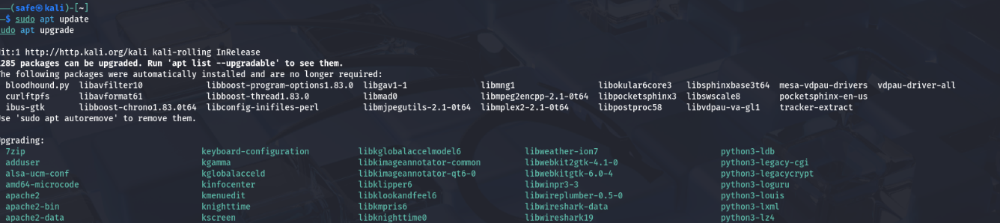 (safe㉿kali)-[~]
$ sudo apt update
udo apt upgrade
it:1 http://http.kali.org/kali kali-rolling InRelease
285 packages can be upgraded. Run 'apt list --upgradable' to see them.
he following packages were automatically installed and are no longer required:
bloodhound.py libavfilter10 libboost-program-options1.83.0 libgav1-1 libmng1 libokular6core3 libsphinxbase3t64 mesa-vdpau-drivers vdpau-driver-all
curlftpfs libavformat61 libboost-thread1.83.0 libmad0 libmpeg2encpp-2.1-0t64 libpocketsphinx3 libswscale8 pocketsphinx-en-us
ibus-gtk libboost-chrono1.83.0t64 libconfig-inifiles-perl libmjpegutils-2.1-0t64 libmplex2-2.1-0t64 libpostproc58 libvdpau-va-gl1 tracker-extract
se 'sudo apt autoremove' to remove them.
pgrading:
7zip keyboard-configuration libkglobalaccelmodel6 libweather-ion7 python3-ldb
adduser kgamma libkimageannotator-common libwebkit2gtk-4.1-0 python3-legacy-cgi
alsa-ucm-conf kglobalacceld libkimageannotator-qt6-0 libwebkitgtk-6.0-4 python3-legacycrypt
amd64-microcode kinfocenter libklipper6 libwinpr3-3 python3-loguru
apache2 kmenuedit libklookandfeel6 libwireplumber-0.5-0 python3-louis
apache2-bin knighttime libkmpris6 libwireshark-data python3-lxml
apache2-data kscreen libknighttime0 libwireshark19 python3-lz4